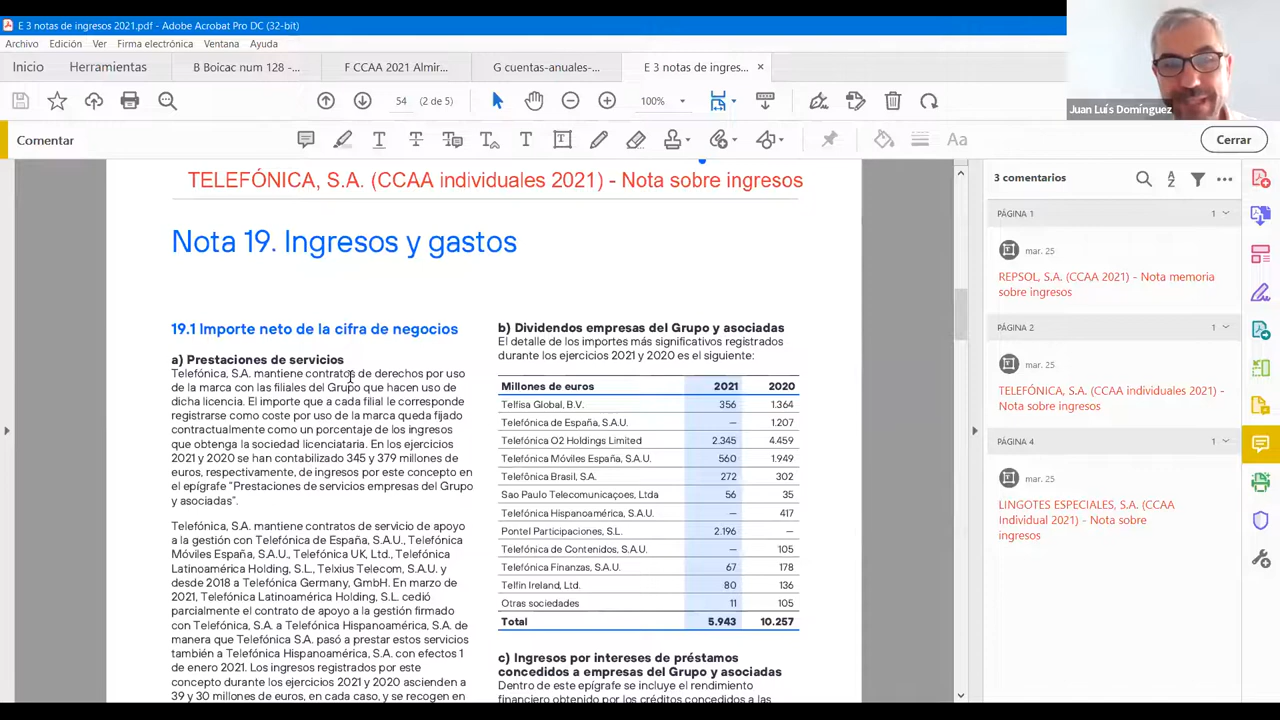 E 3 notas de ingresos 2021.pdf - Adobe Acrobat Pro DC (32-bit)
Archivo Edición Ver Firma electrónica Ventana Ayuda
Inicio Herramientas B Boicac num 128 -... F CCAA 2021 Almir... G cuentas-anuales-... E 3 notas de ingres... ×
54 (2 de 5) 100%
Juan Luís Domínguez
Comentar
Cerrar
TELEFÓNICA, S.A. (CCAA individuales 2021) - Nota sobre ingresos
Nota 19. Ingresos y gastos
19.1 Importe neto de la cifra de negocios
a) Prestaciones de servicios
Telefónica, S.A. mantiene contratos de derechos por uso
de la marca con las filiales del Grupo que hacen uso de
dicha licencia. El importe que a cada filial le corresponde
registrarse como coste por uso de la marca queda fijado
contractualmente como un porcentaje de los ingresos
que obtenga la sociedad licenciataria. En los ejercicios
2021 y 2020 se han contabilizado 345 y 379 millones de
euros, respectivamente, de ingresos por este concepto en
el epígrafe “Prestaciones de servicios empresas del Grupo
y asociadas”.
Telefónica, S.A. mantiene contratos de servicio de apoyo
a la gestión con Telefónica de España, S.A.U., Telefónica
Móviles España, S.A.U., Telefónica UK, Ltd., Telefónica
Latinoamérica Holding, S.L., Telxius Telecom, S.A.U. y
desde 2018 a Telefónica Germany, GmbH. En marzo de
2021, Telefónica Latinoamérica Holding, S.L. cedió
parcialmente el contrato de apoyo a la gestión firmado
con Telefónica, S.A. a Telefónica Hispanoamérica, S.A. de
manera que Telefónica S.A. pasó a prestar estos servicios
también a Telefónica Hispanoamérica, S.A. con efectos 1
de enero 2021. Los ingresos registrados por este
concepto durante los ejercicios 2021 y 2020 ascienden a
39 y 30 millones de euros, en cada caso, y se recogen en
b) Dividendos empresas del Grupo y asociadas
El detalle de los importes más significativos registrados
durante los ejercicios 2021 y 2020 es el siguiente:
Millones de euros 2021 2020
Telfisa Global, B.V. 356 1.364
Telefónica de España, S.A.U. — 1.207
Telefónica O2 Holdings Limited 2.345 4.459
Telefónica Móviles España, S.A.U. 560 1.949
Telefônica Brasil, S.A. 272 302
Sao Paulo Telecomunicaçoes, Ltda 56 35
Telefónica Hispanoamérica, S.A.U. — 417
Pontel Participaciones, S.L. 2.196 —
Telefónica de Contenidos, S.A.U. — 105
Telefónica Finanzas, S.A.U. 67 178
Telfin Ireland, Ltd. 80 136
Otras sociedades 11 105
Total 5.943 10.257
c) Ingresos por intereses de préstamos
concedidos a empresas del Grupo y asociadas
Dentro de este epígrafe se incluye el rendimiento
financiero obtenido por los créditos concedidos a las
3 comentarios
PÁGINA 1 1
mar. 25
REPSOL, S.A. (CCAA 2021) - Nota memoria
sobre ingresos
PÁGINA 2 1
mar. 25
TELEFÓNICA, S.A. (CCAA individuales 2021) -
Nota sobre ingresos
PÁGINA 4 1
mar. 25
LINGOTES ESPECIALES, S.A. (CCAA
Individual 2021) - Nota sobre
ingresos